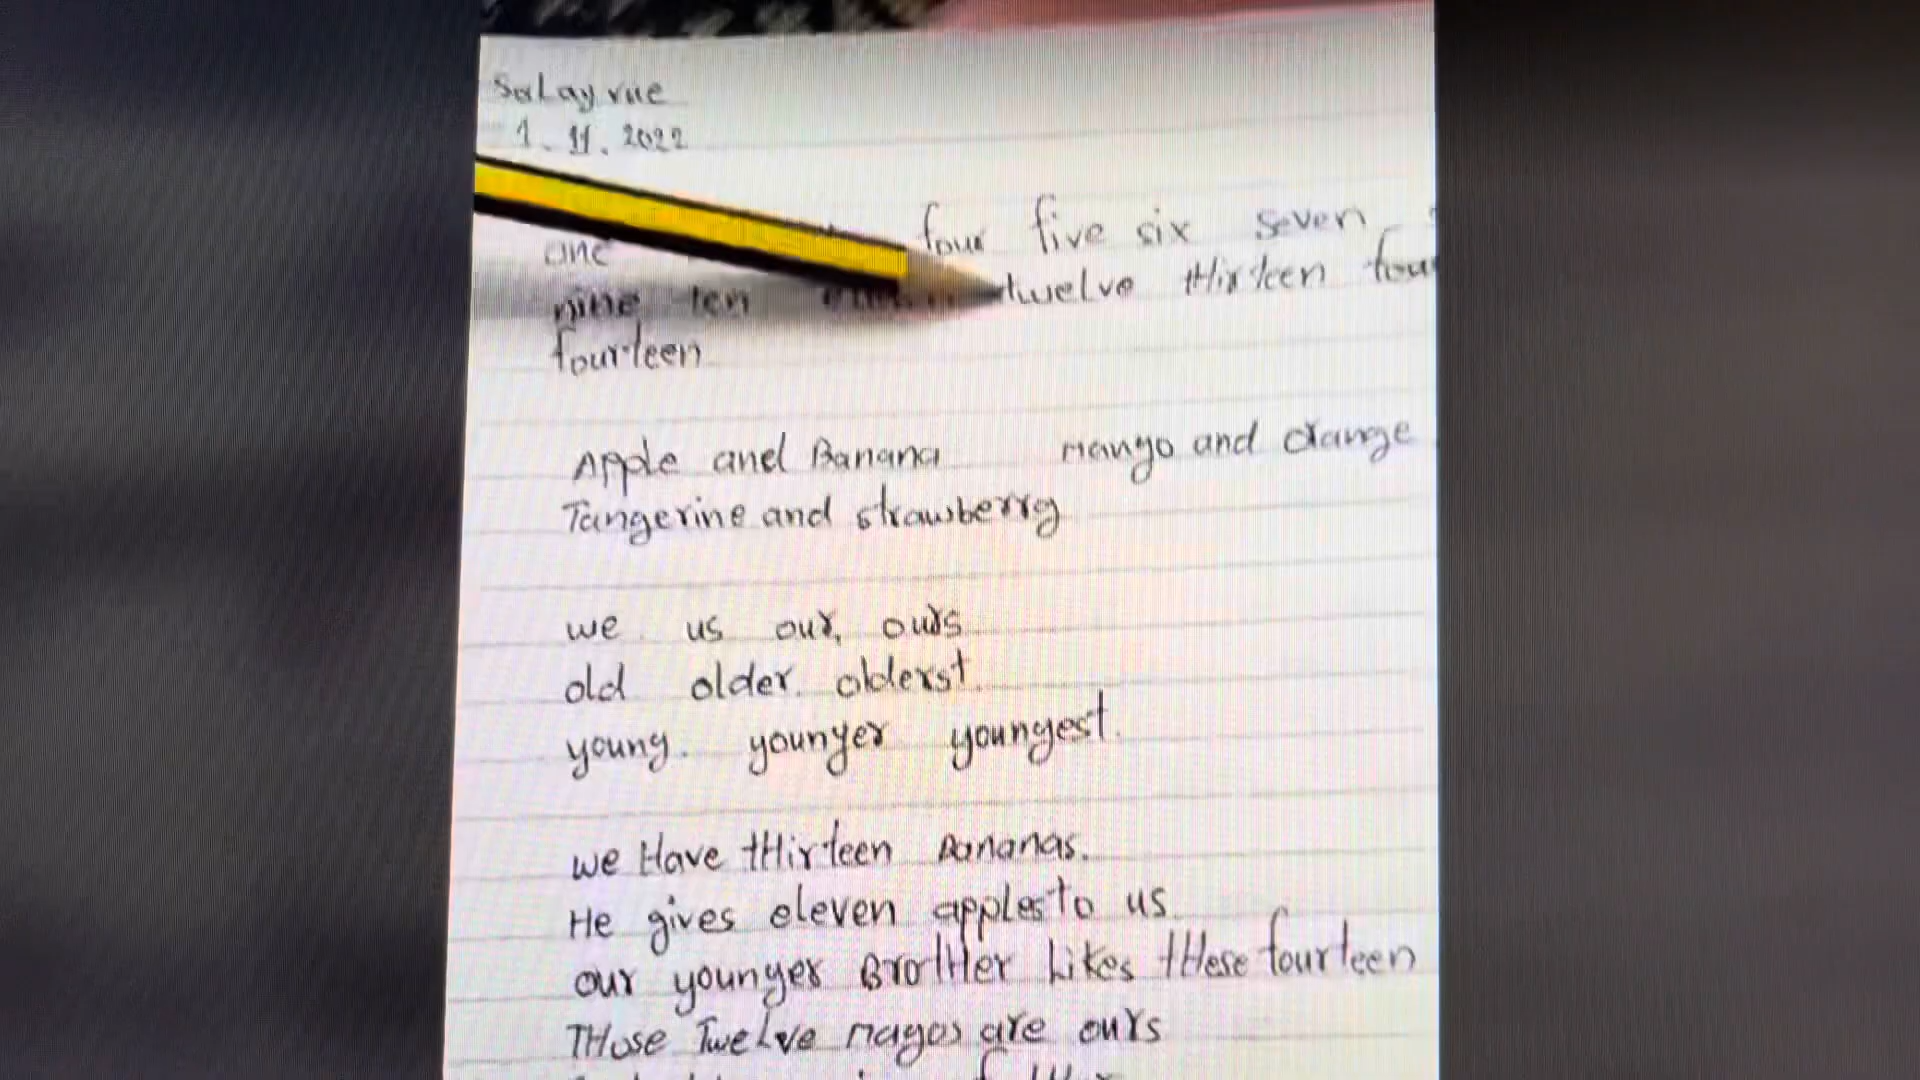 Salay vue
1. 11. 2022
one four five six seven
nine ten twelve tHirteen four
fourteen
Apple and Banana mango and orange
Tangerine and strawberry
we us our, ours
old older. olderst.
young. younger youngest.
we Have tHirteen Bananas.
He gives eleven apples to us
our younger BrotHer Likes tHese fourteen
THose Twelve magos are ours